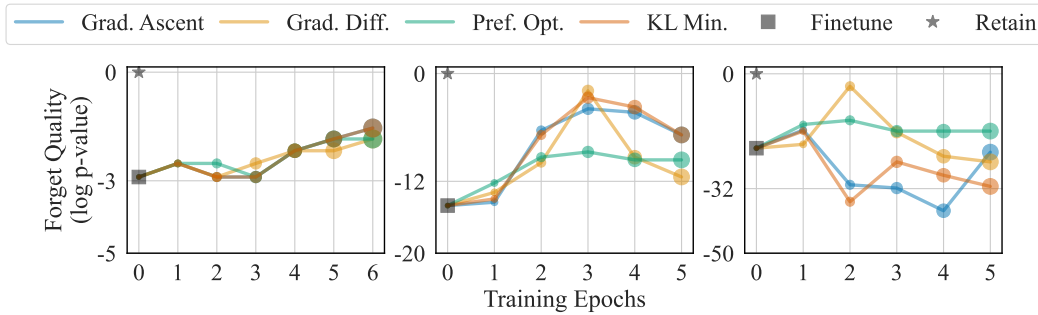 Grad. Ascent Grad. Diff. Pref. Opt. KL Min. Finetune Retain
Forget Quality
(log p-value)
-0
-3
-5
0 1 2 3 4 5 6
-0
-12
-20
0 1 2 3 4 5
-0
-32
-50
0 1 2 3 4 5
Training Epochs